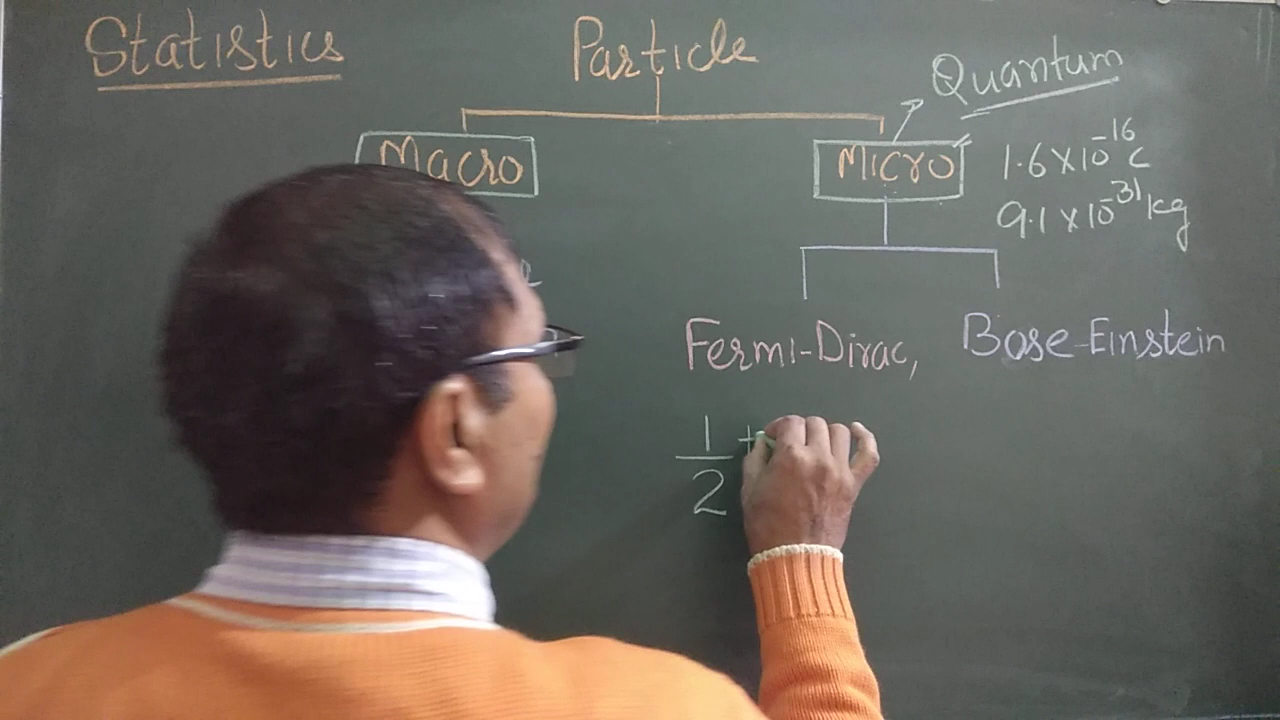 Statistics
Particle
Quantum
Macro
Micro
1.6 × 10⁻¹⁶ C
9.1 × 10⁻³¹ kg
Fermi-Dirac, Bose-Einstein
1/2 +